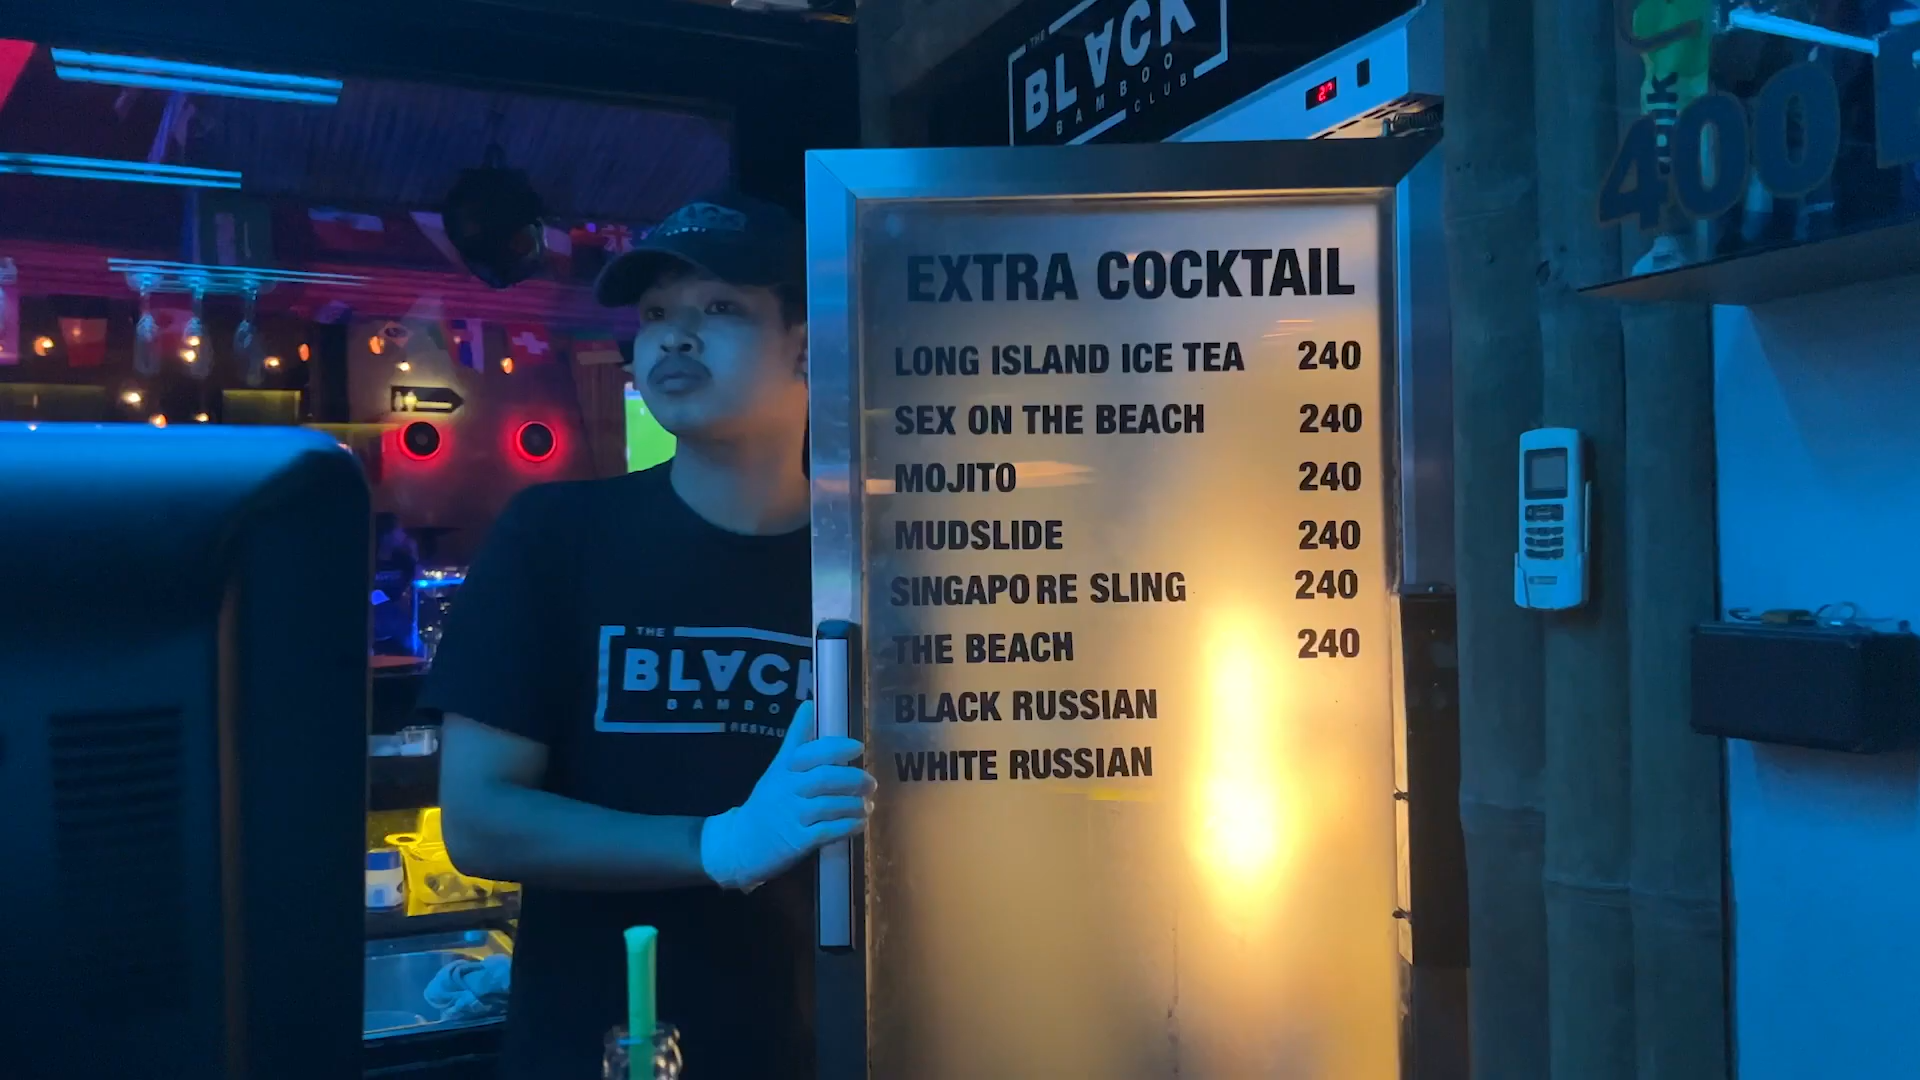 THE
BLACK
BAMBOO
CLUB
27
400
EXTRA COCKTAIL
LONG ISLAND ICE TEA 240
SEX ON THE BEACH 240
MOJITO 240
MUDSLIDE 240
SINGAPORE SLING 240
THE BEACH 240
BLACK RUSSIAN
WHITE RUSSIAN
THE
BLACK